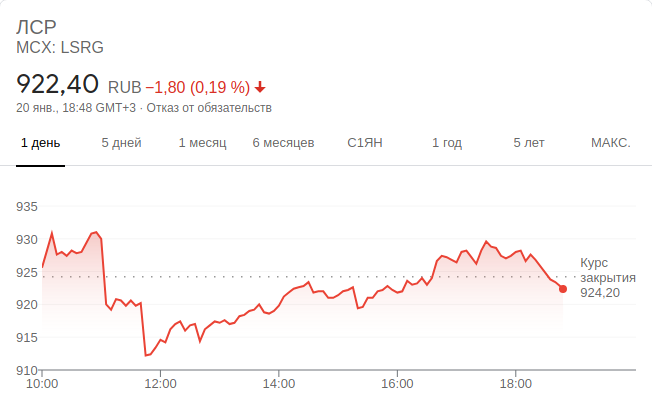 ЛСР
MCX: LSRG
922,40 RUB −1,80 (0,19 %)
20 янв., 18:48 GMT+3 · Отказ от обязательств
1 день 5 дней 1 месяц 6 месяцев С1ЯН 1 год 5 лет МАКС.
935
930
925
920
915
910
Курс
закрытия
924,20
10:00 12:00 14:00 16:00 18:00